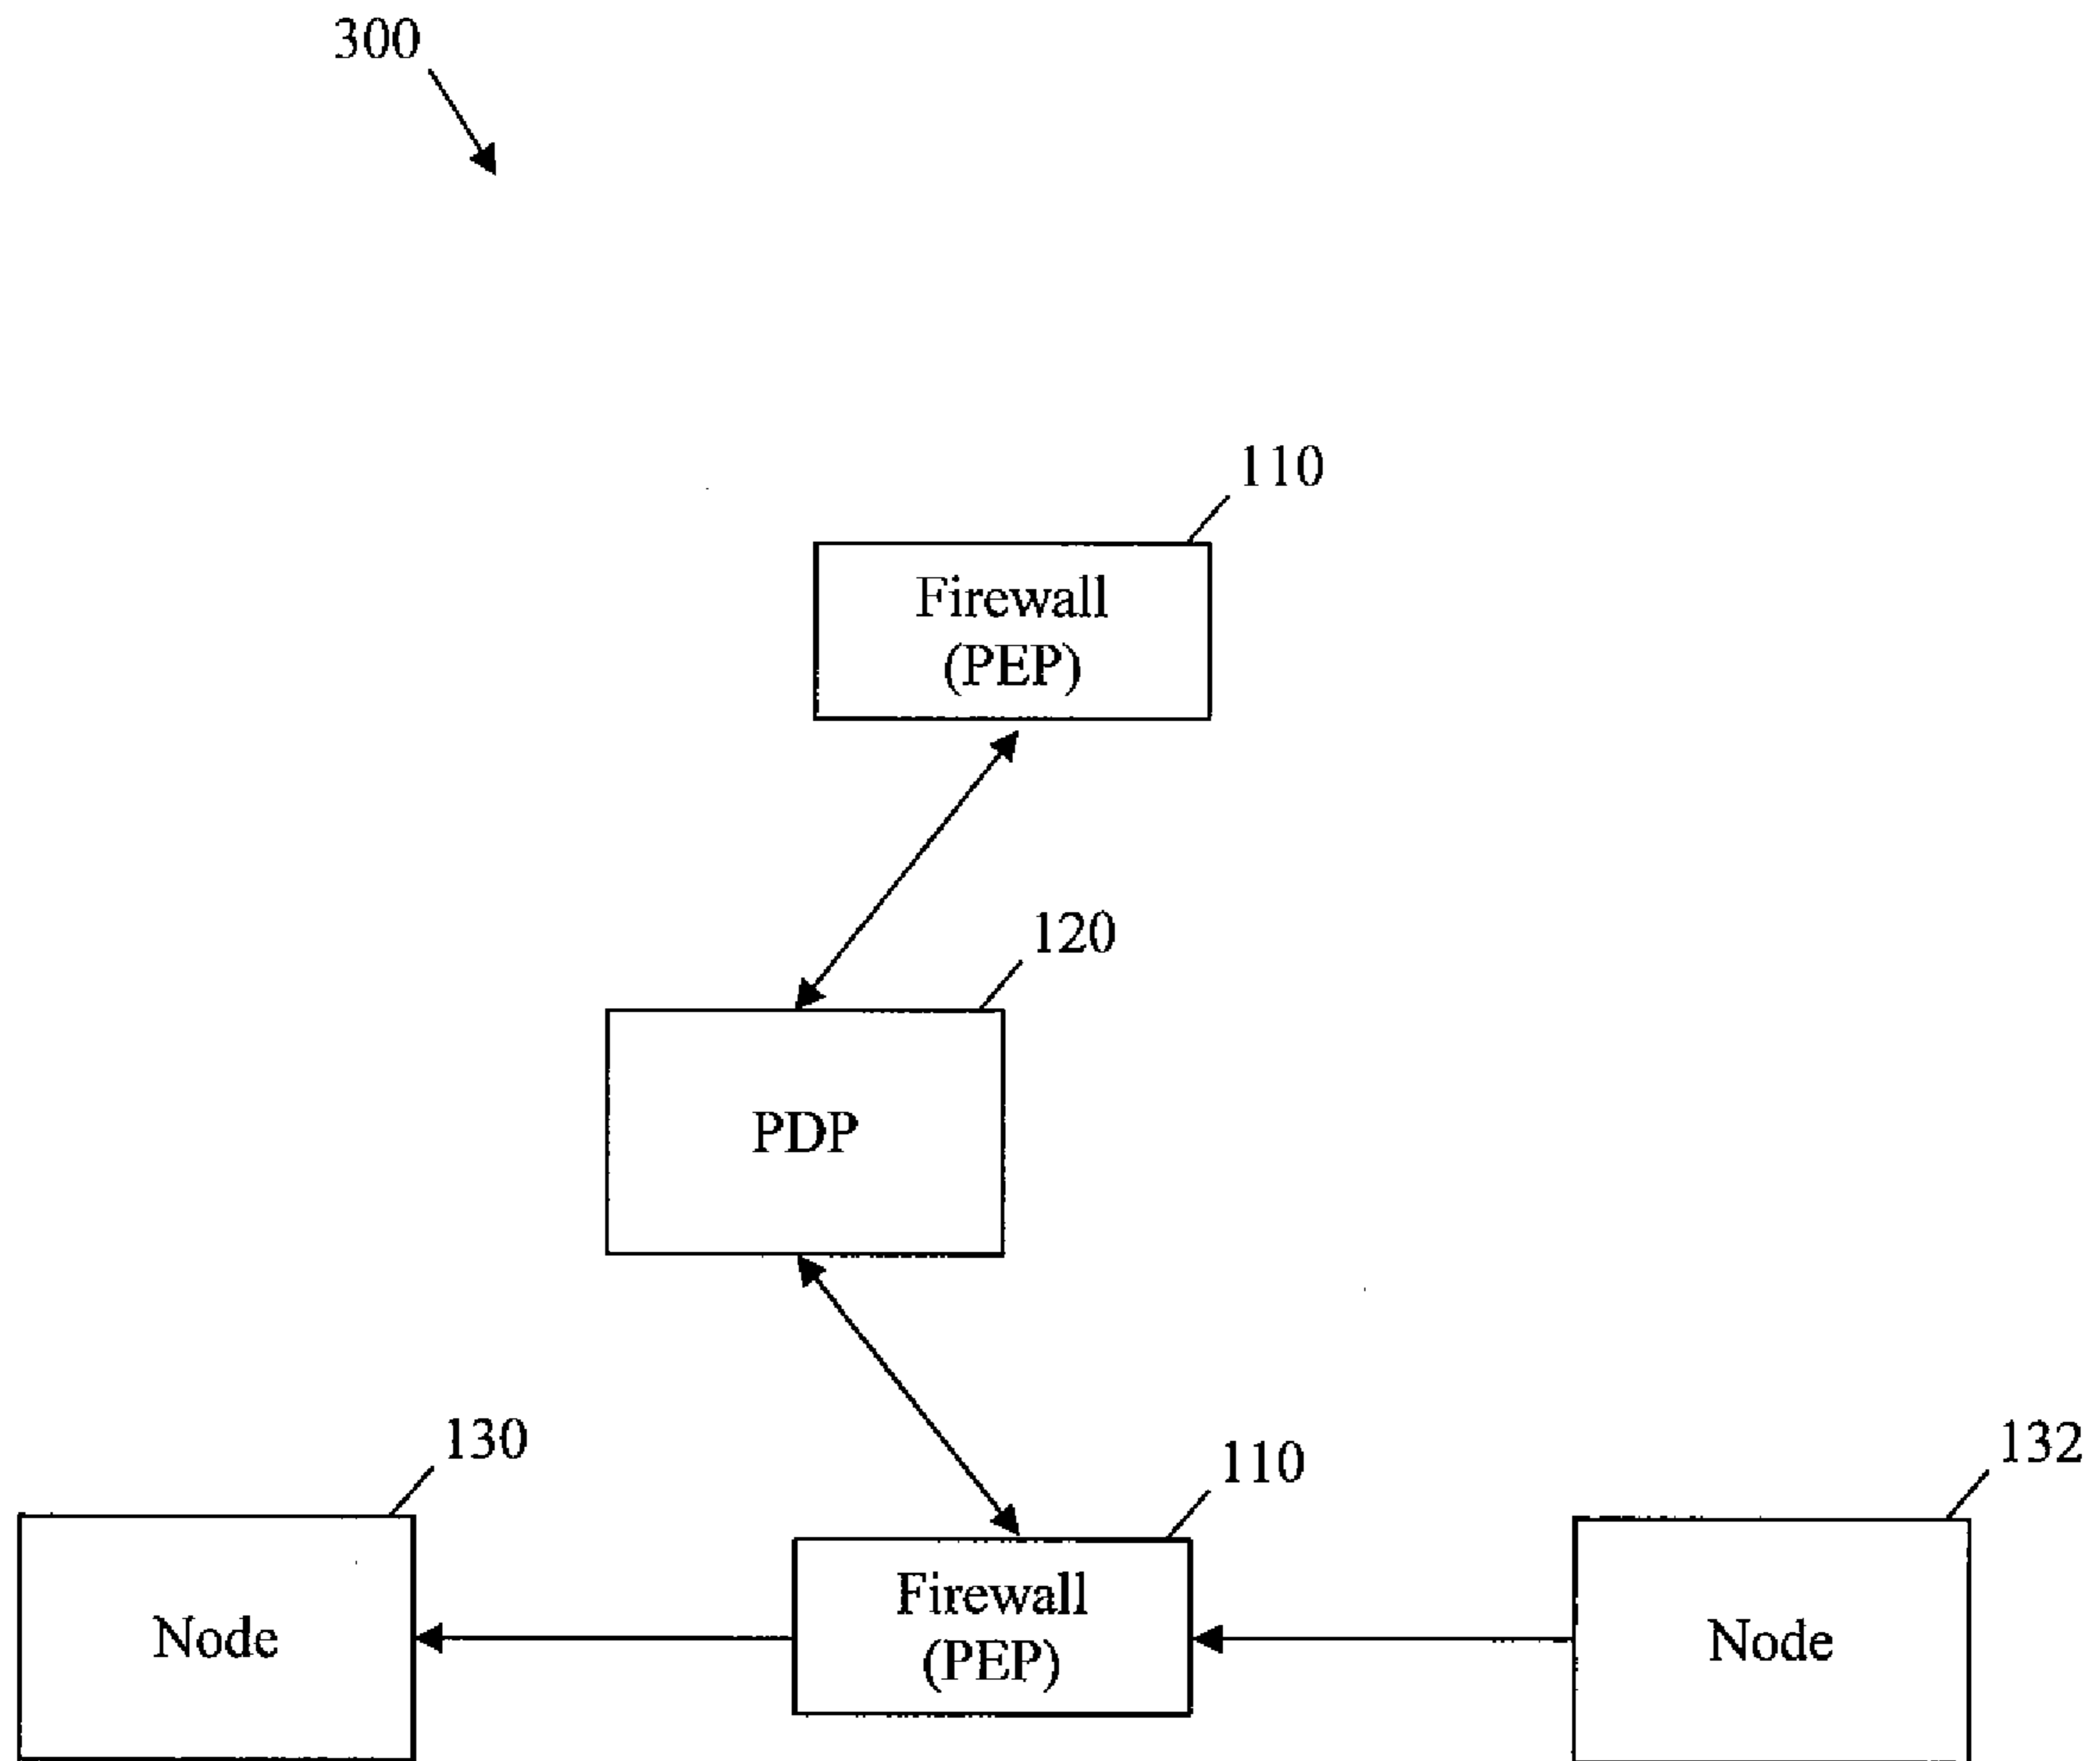 300
110
Firewall
(PEP)
120
PDP
130
110
132
Node
Firewall
(PEP)
Node